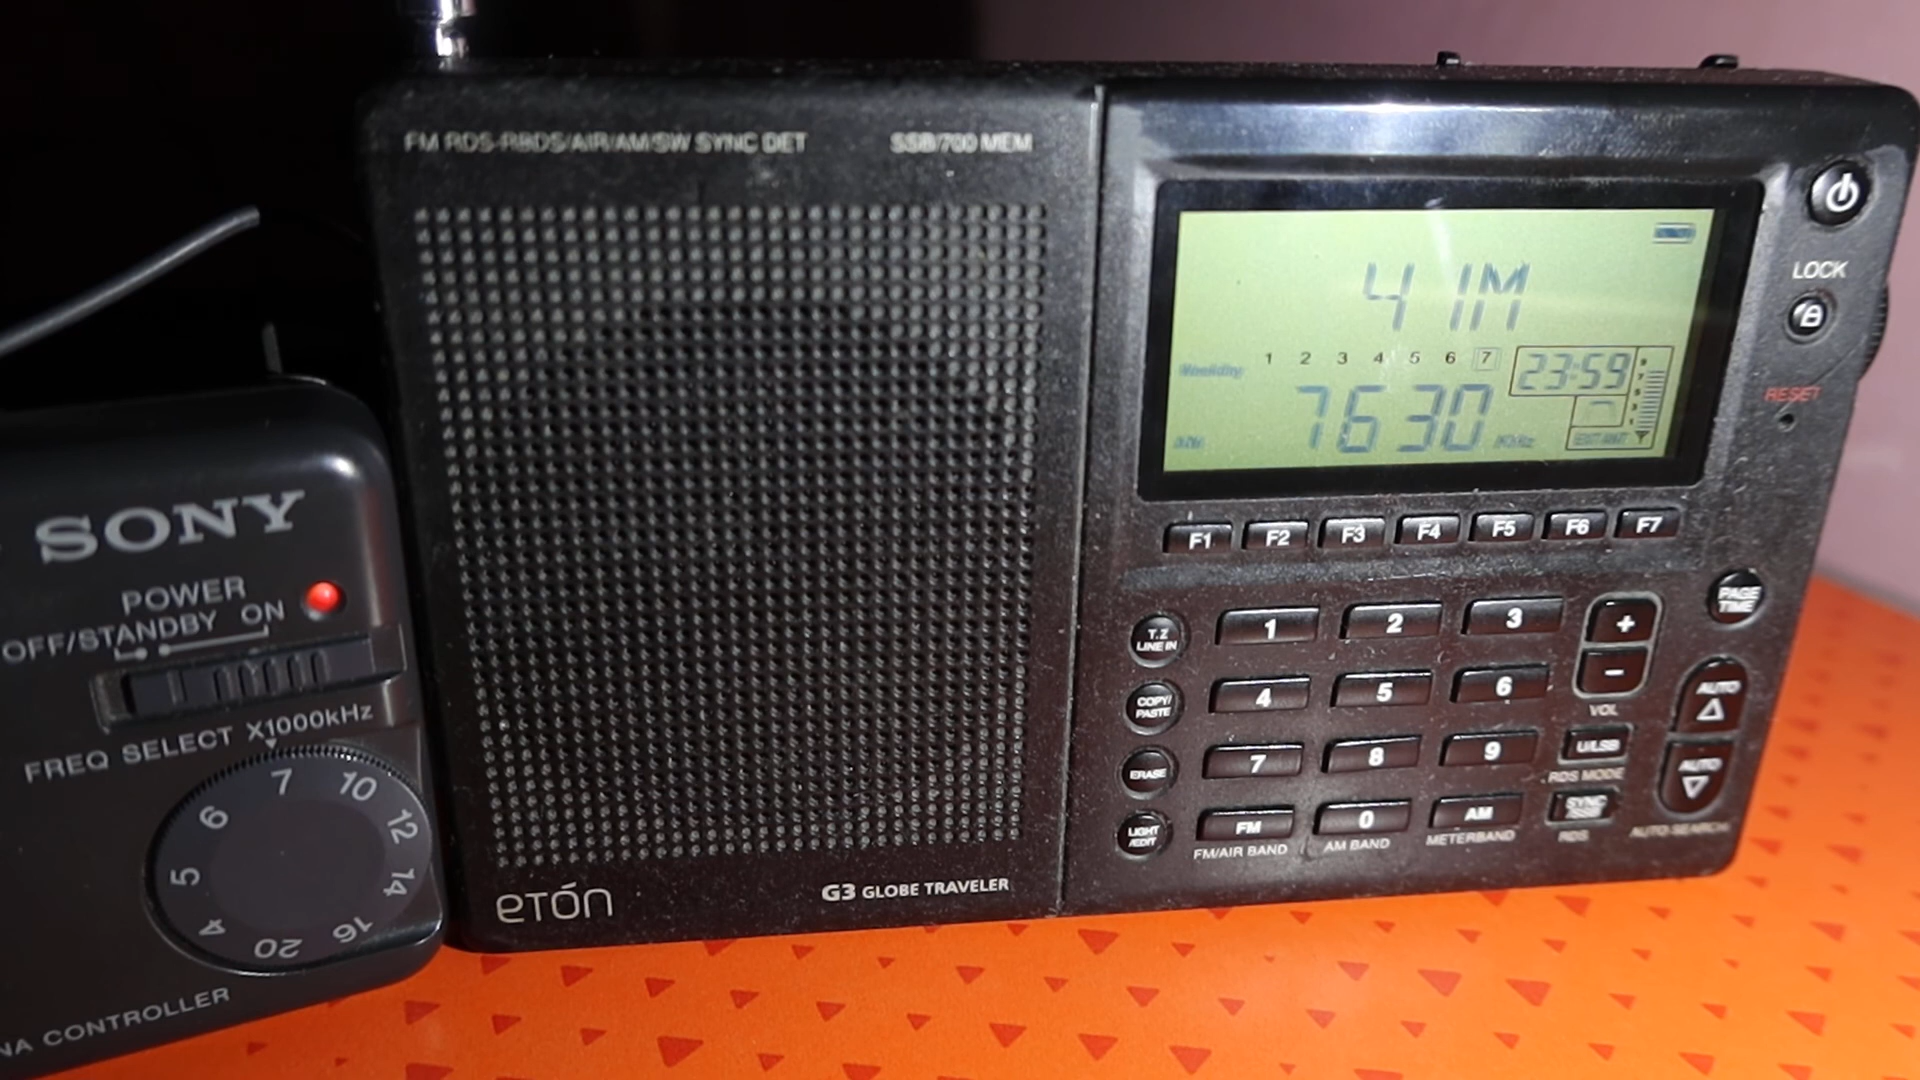 FM RDS-RBDS/AIR/AM/SW SYNC DET
SSB/700 MEM
41M
Weekday 1 2 3 4 5 6 7
23:59
7630 KHz
LOCK
RESET
F1 F2 F3 F4 F5 F6 F7
PAGE
TIME
T.Z
LINE IN
1 2 3 +
COPY/
PASTE
4 5 6 -
VOL
AUTO
ERASE
7 8 9
U/LSB
RDS MODE
AUTO
LIGHT
/EDIT
FM 0 AM
SYNC
/SSB
FM/AIR BAND AM BAND METERBAND RDS AUTO-SEARCH
etón
G3 GLOBE TRAVELER
SONY
POWER
OFF/STANDBY ON
FREQ SELECT X1000kHz
4 5 6 7 10 12 14 16 20
NA CONTROLLER